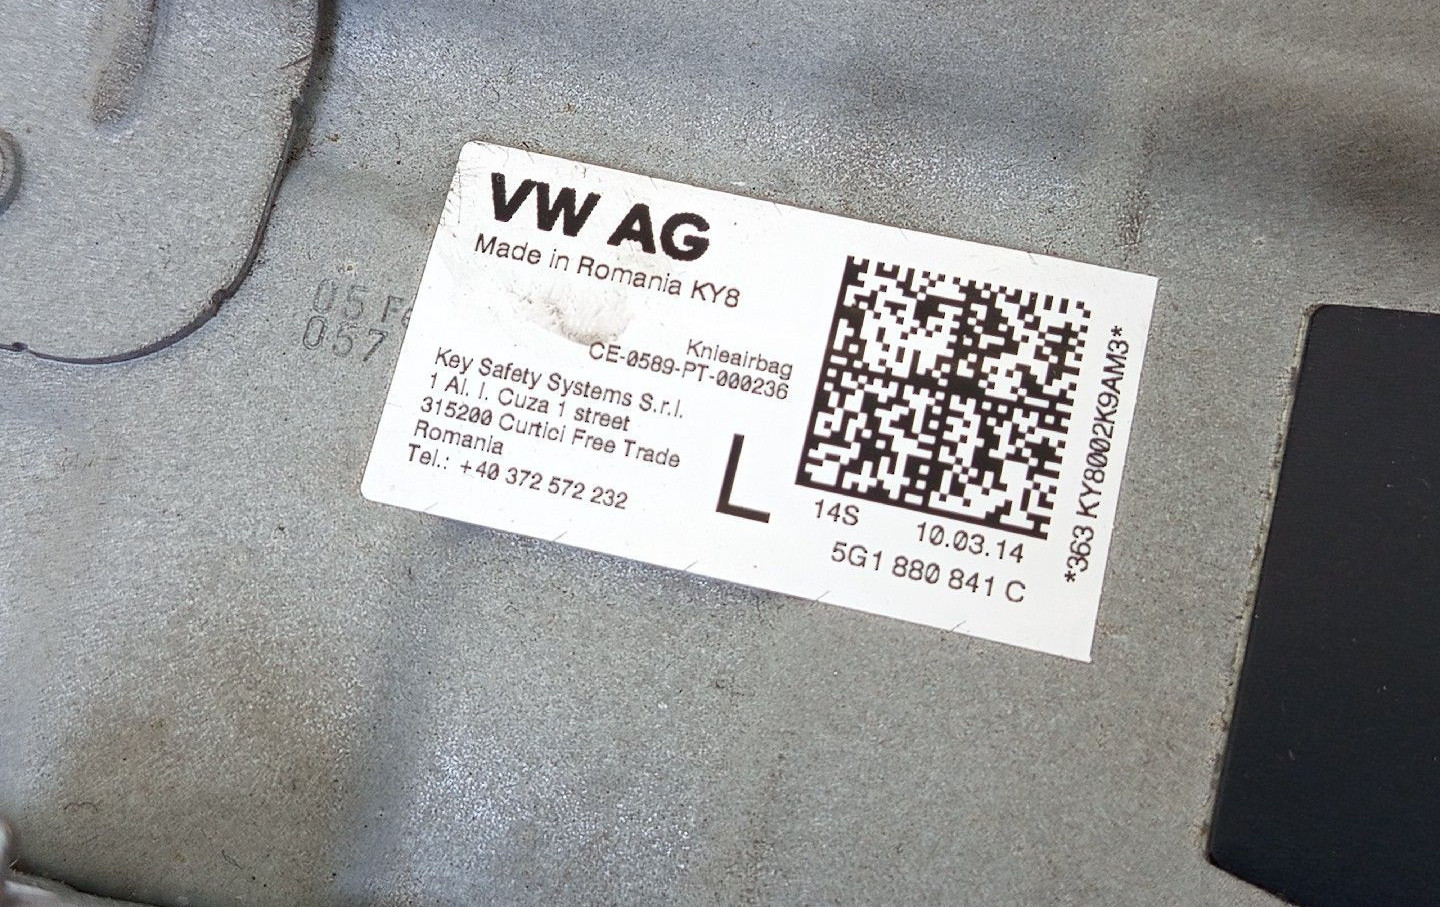 VW AG
Made in Romania KY8
Knieairbag
CE-0589-PT-000236
Key Safety Systems S.r.l.
1 Al. I. Cuza 1 street
315200 Curtici Free Trade
Romania
Tel.: +40 372 572 232
L
14S 10.03.14
5G1 880 841 C
*363 KY8002K9AM3*
05
057